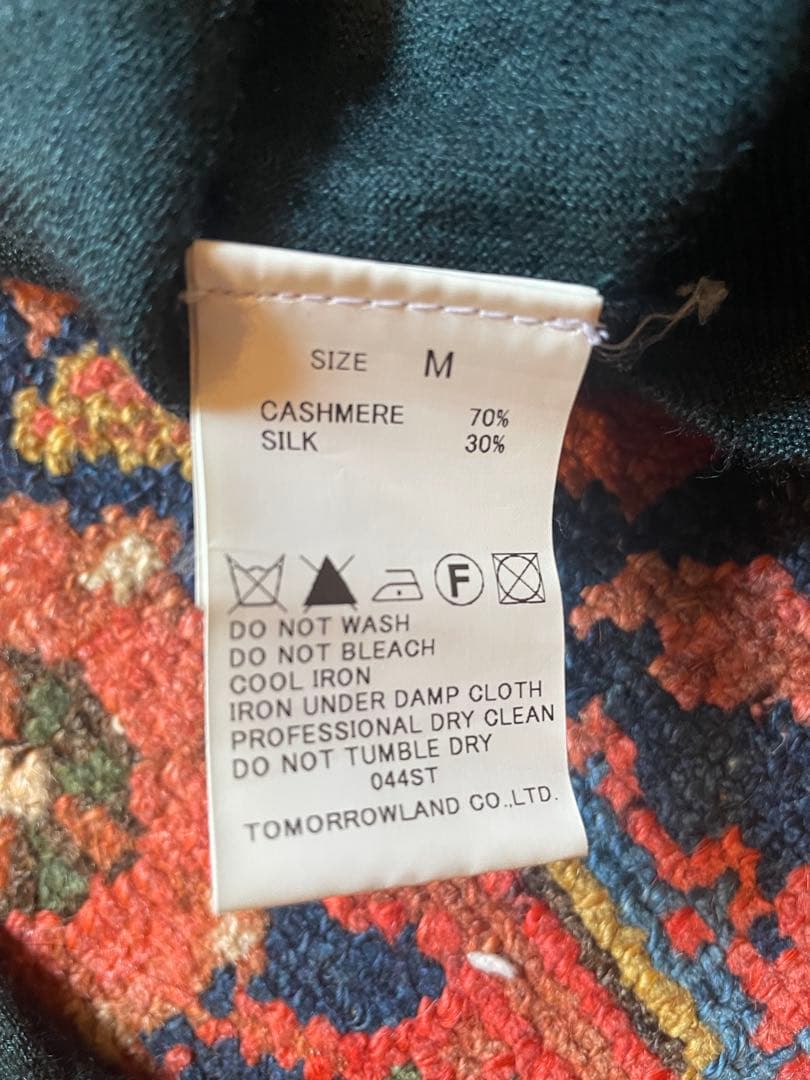 SIZE M
CASHMERE 70%
SILK 30%
F
DO NOT WASH
DO NOT BLEACH
COOL IRON
IRON UNDER DAMP CLOTH
PROFESSIONAL DRY CLEAN
DO NOT TUMBLE DRY
044ST
TOMORROWLAND CO.,LTD.